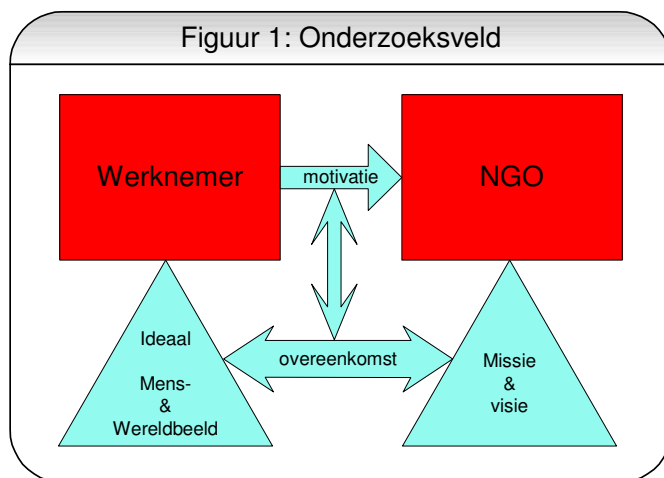 Figuur 1: Onderzoeksveld
Werknemer
motivatie
NGO
Ideaal
Mens-
&
Wereldbeeld
overeenkomst
Missie
&
visie